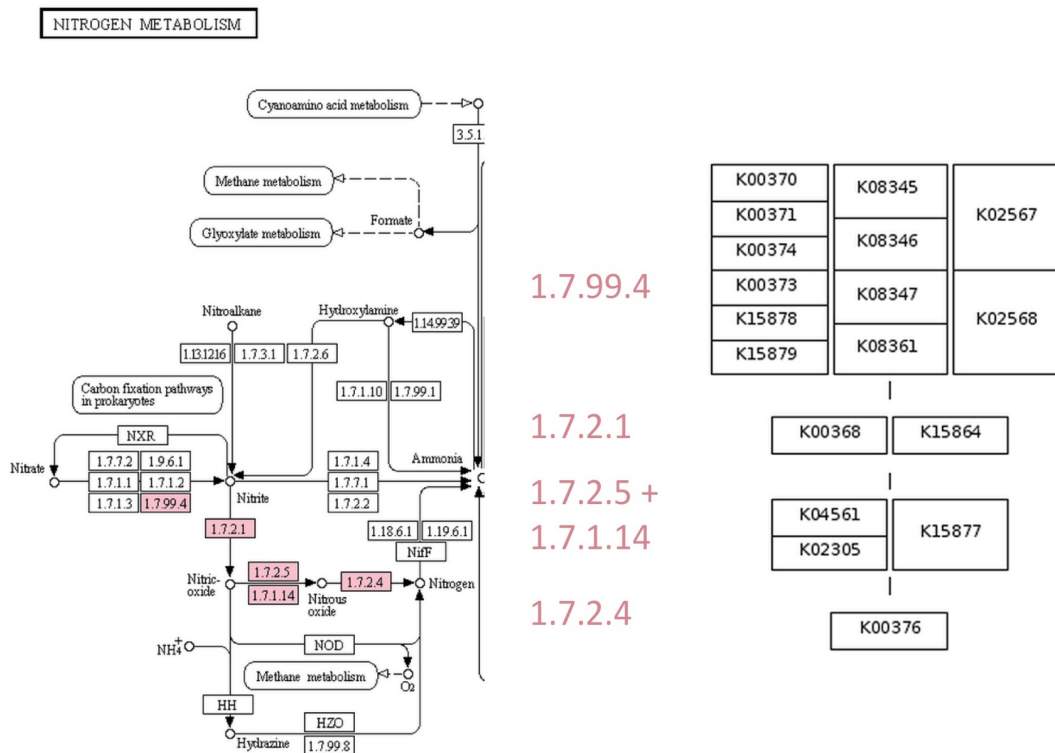 NITROGEN METABOLISM
Cyanoamino acid metabolism
3.5.1.
Methane metabolism
Formate
Glyoxylate metabolism
Nitroalkane
Hydroxylamine
1.14.99.39
1.13.12.16 1.7.3.1 1.7.2.6
1.7.1.10 1.7.99.1
Carbon fixation pathways
in prokaryotes
NXR
Nitrate
1.7.7.2 1.9.6.1
1.7.1.1 1.7.1.2
1.7.1.3 1.7.99.4
Nitrite
1.7.1.4
1.7.7.1
1.7.2.2
Ammonia
1.7.2.1
1.18.6.1 1.19.6.1
NifF
Nitric-
oxide
1.7.2.5
1.7.1.14
Nitrous
oxide
1.7.2.4
Nitrogen
NH4+
NOD
Methane metabolism
O2
HH
Hydrazine
HZO
1.7.99.8
1.7.99.4
1.7.2.1
1.7.2.5 +
1.7.1.14
1.7.2.4
K00370
K00371
K00374
K00373
K15878
K15879
K08345
K08346
K08347
K08361
K02567
K02568
K00368 K15864
K04561
K02305
K15877
K00376